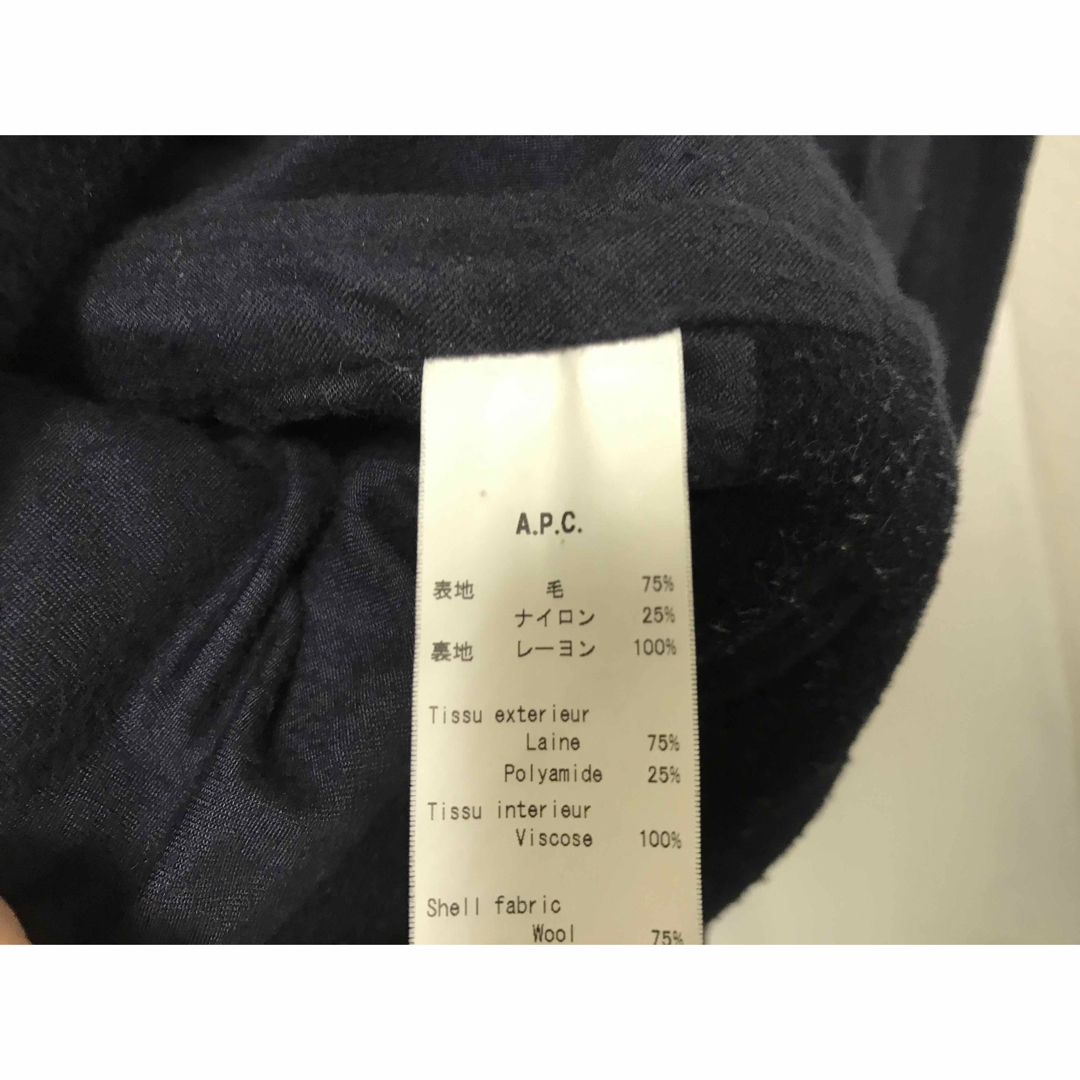 A.P.C.
表地 毛 75%
ナイロン 25%
裏地 レーヨン 100%
Tissu exterieur
Laine 75%
Polyamide 25%
Tissu interieur
Viscose 100%
Shell fabric
Wool 75%